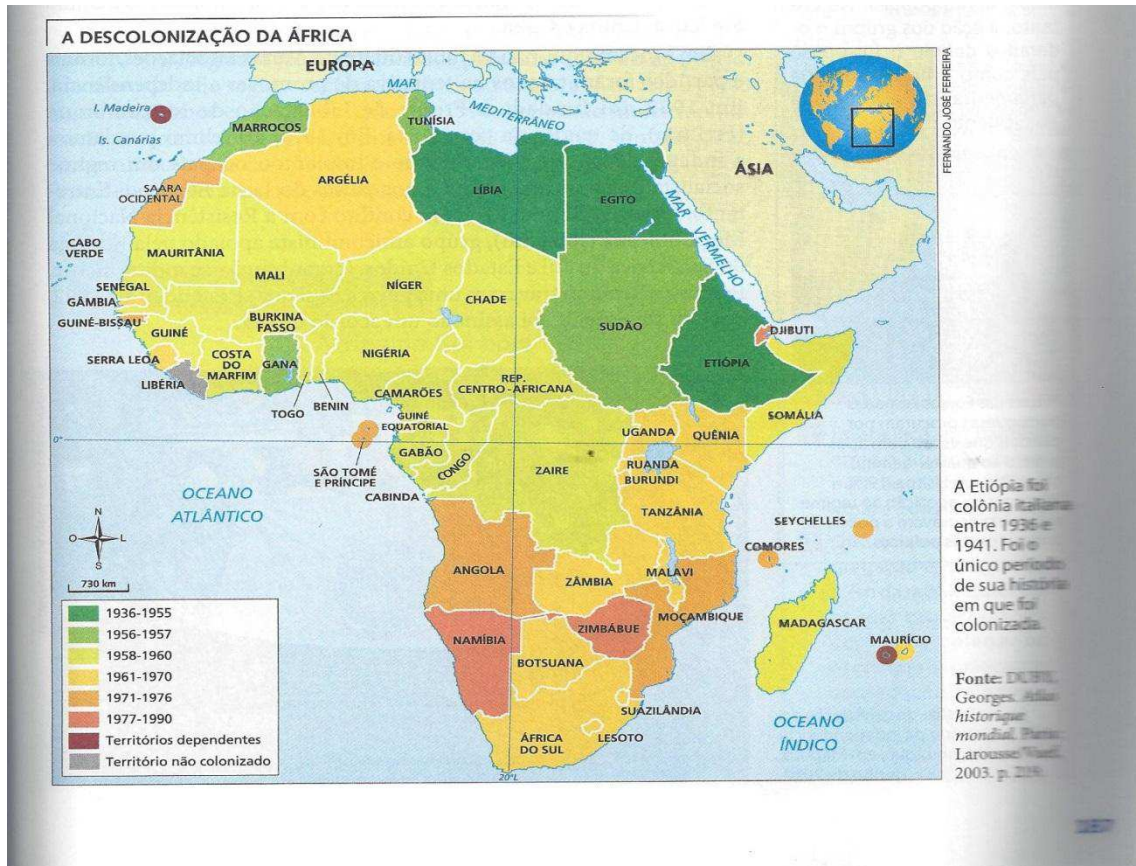 A DESCOLONIZAÇÃO DA ÁFRICA
EUROPA
MAR
MEDITERRÂNEO
I. Madeira
Is. Canárias
MARROCOS
TUNÍSIA
ARGÉLIA
LÍBIA
EGITO
ÁSIA
MAR VERMELHO
SAARA
OCIDENTAL
CABO
VERDE
MAURITÂNIA
MALI
NÍGER
CHADE
SUDÃO
DJIBUTI
ETIÓPIA
SENEGAL
GÂMBIA
GUINÉ-BISSAU
GUINÉ
BURKINA
FASSO
SERRA LEOA
COSTA
DO
MARFIM
GANA
NIGÉRIA
LIBÉRIA
TOGO
BENIN
CAMARÕES
REP.
CENTRO-AFRICANA
SOMÁLIA
GUINÉ
EQUATORIAL
0°
UGANDA
QUÊNIA
GABÃO
CONGO
ZAIRE
RUANDA
BURUNDI
SÃO TOMÉ
E PRÍNCIPE
CABINDA
TANZÂNIA
OCEANO
ATLÂNTICO
SEYCHELLES
COMORES
N
O
L
S
730 km
ANGOLA
ZÂMBIA
MALAVI
MOÇAMBIQUE
MADAGASCAR
MAURÍCIO
NAMÍBIA
ZIMBÁBUE
BOTSUANA
SUAZILÂNDIA
ÁFRICA
DO SUL
LESOTO
OCEANO
ÍNDICO
20°L
1936-1955
1956-1957
1958-1960
1961-1970
1971-1976
1977-1990
Territórios dependentes
Território não colonizado
FERNANDO JOSÉ FERREIRA
A Etiópia foi
colônia italiana
entre 1936 e
1941. Foi o
único período
de sua história
em que foi
colonizada.
Fonte:
Georges. Atlas
historique
mondial. Paris:
Larousse
2003. p.